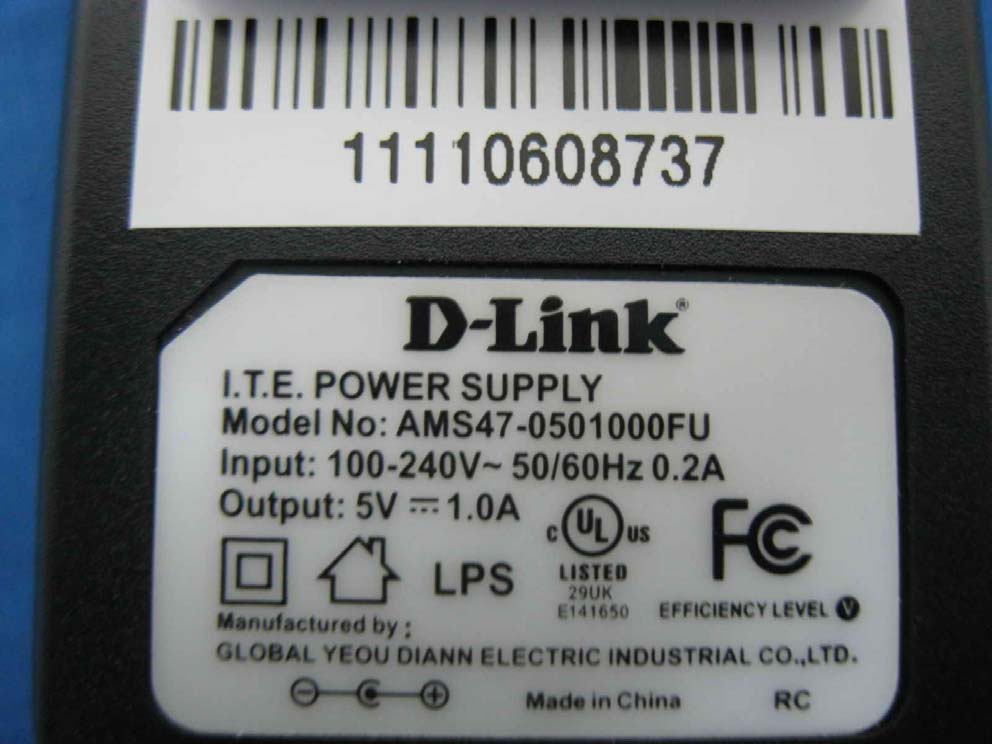 11110608737
D-Link®
I.T.E. POWER SUPPLY
Model No: AMS47-0501000FU
Input: 100-240V~ 50/60Hz 0.2A
Output: 5V ⎓ 1.0A
c UL US
LISTED
29UK
E141650
FC
LPS
EFFICIENCY LEVEL V
Manufactured by :
GLOBAL YEOU DIANN ELECTRIC INDUSTRIAL CO.,LTD.
Made in China RC